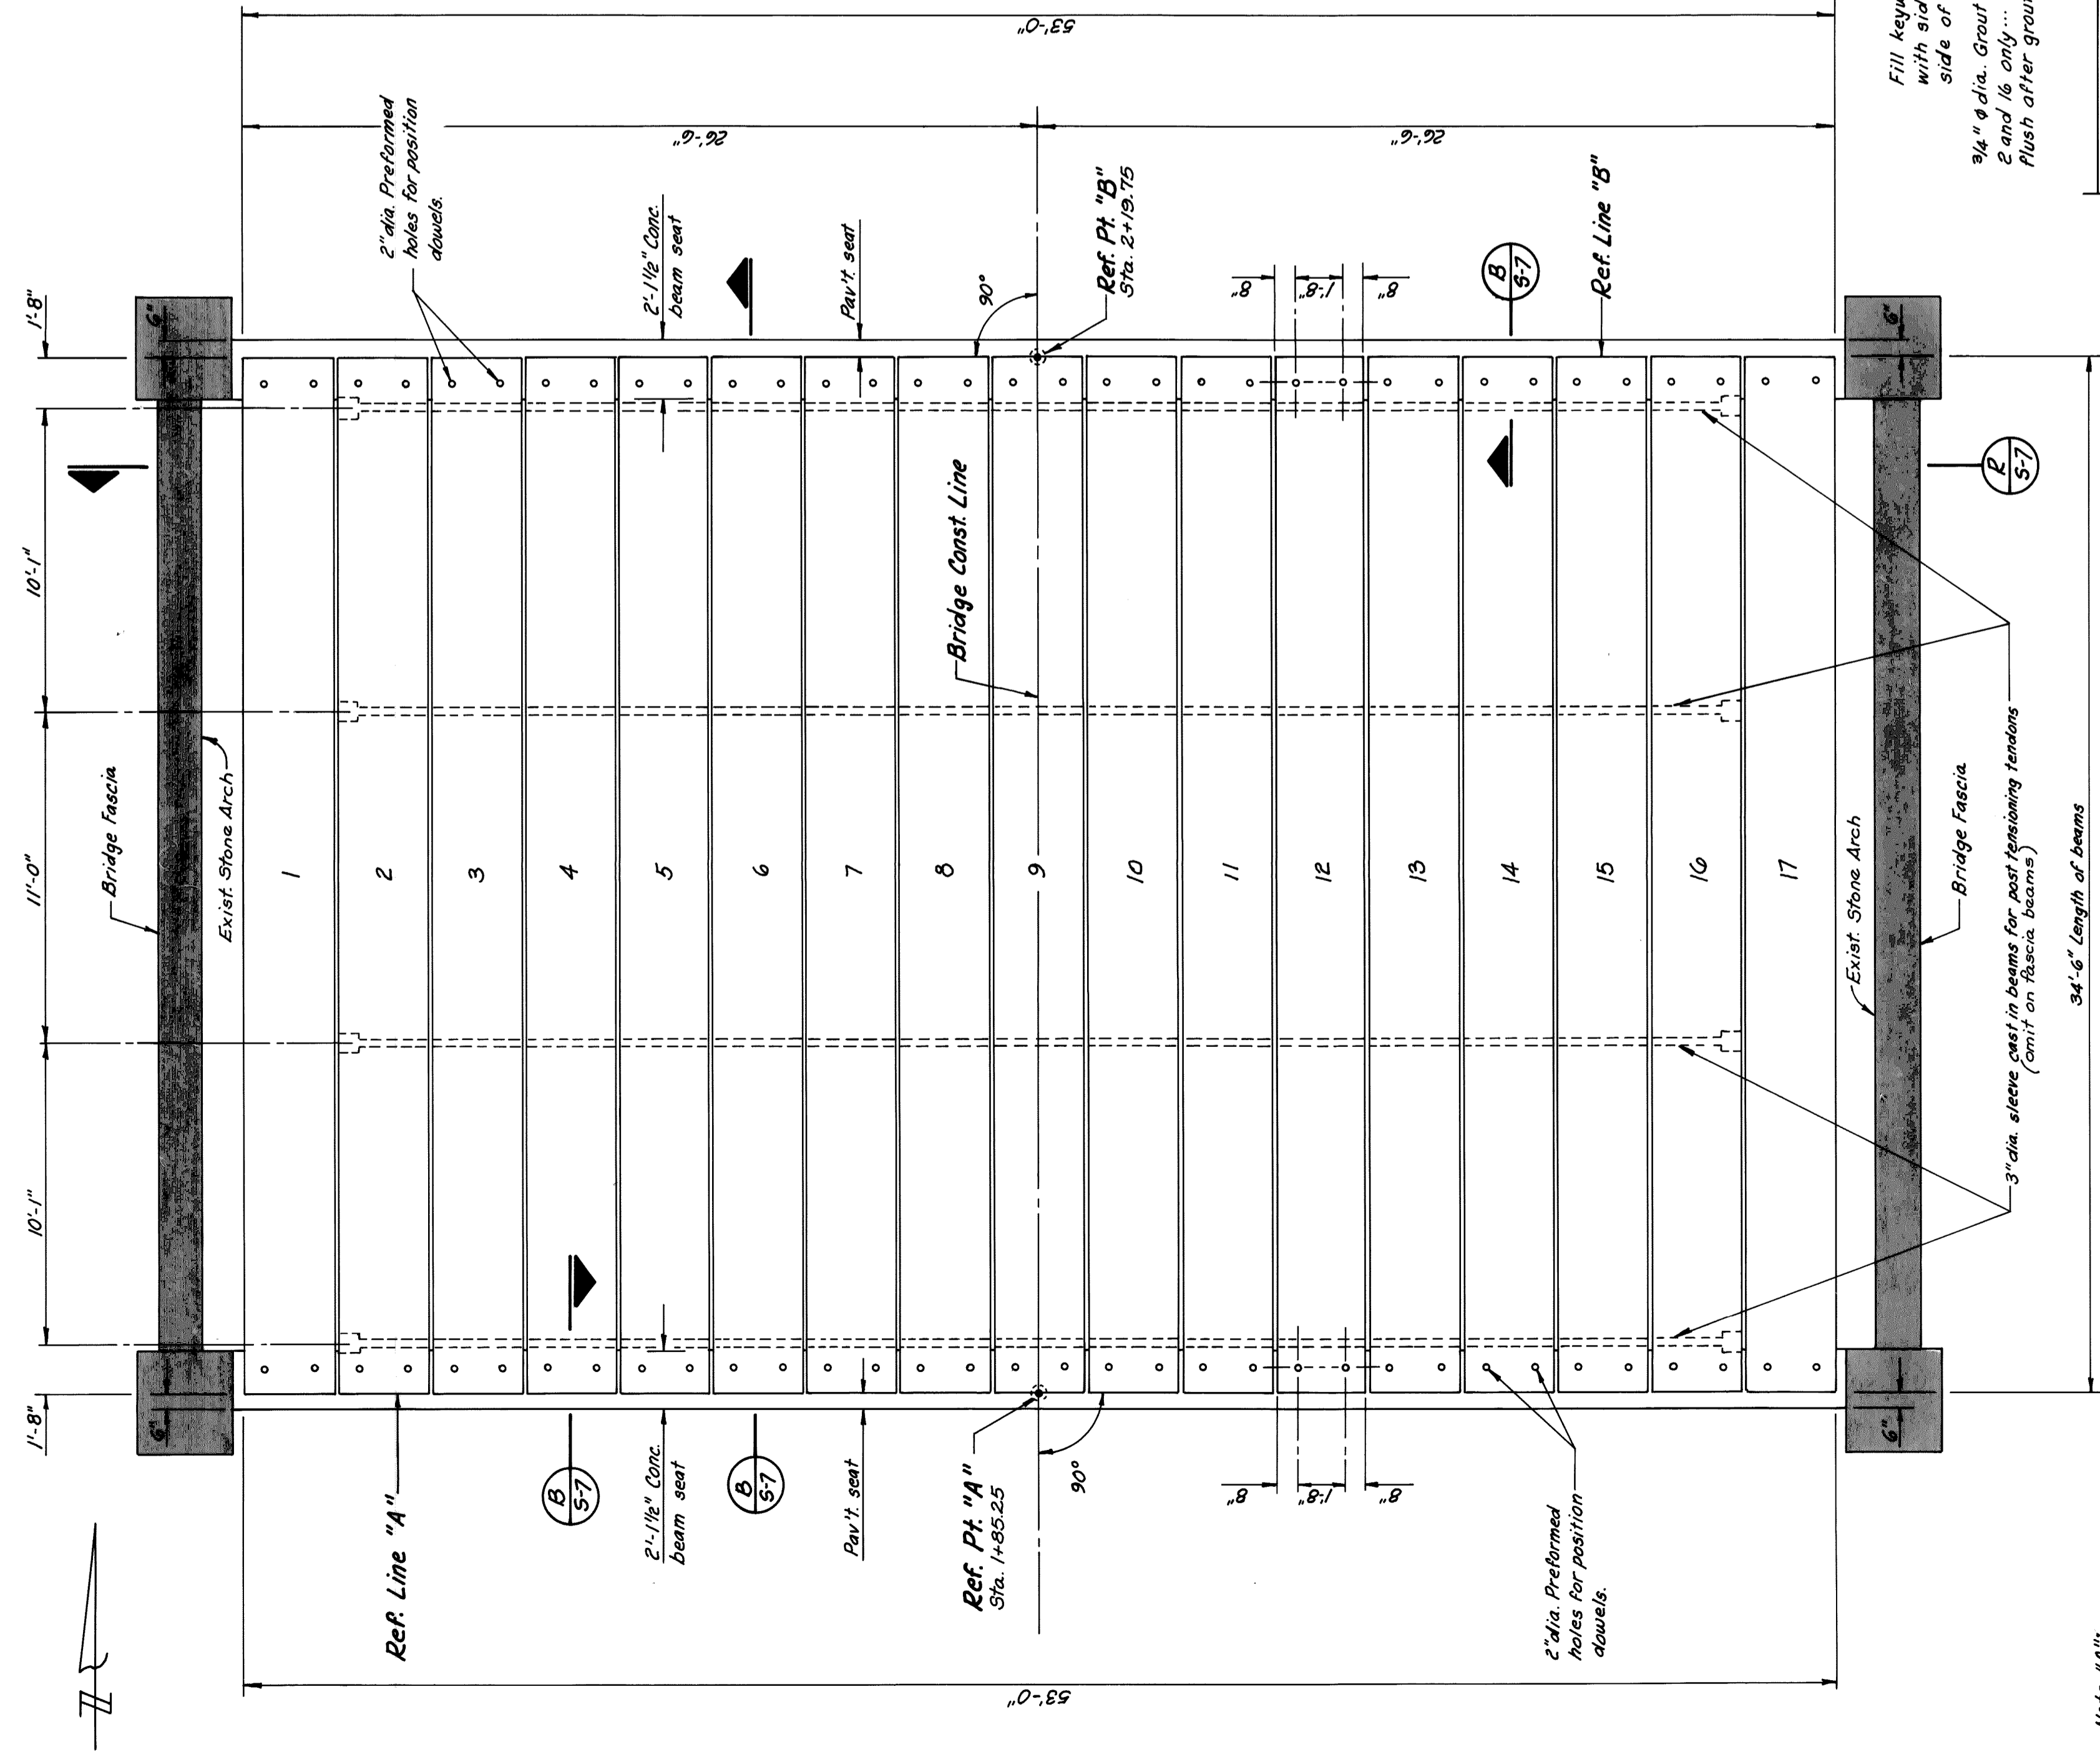 1'-8"
10'-1"
11'-0"
10'-1"
1'-8"
6"
6"
Bridge Fascia
Exist. Stone Arch
2" dia. Preformed
holes for position
dowels.
53'-0"
26'-6"
26'-6"
2'-1 1/2" Conc.
beam seat
Pav't. seat
90°
Ref. Pt. "B"
Sta. 2+19.75
8"
1'-8"
8"
B
S-7
Ref. Line "B"
Bridge Const. Line
1
2
3
4
5
6
7
8
9
10
11
12
13
14
15
16
17
Ref. Line "A"
B
S-7
2'-1 1/2" Conc.
beam seat
B
S-7
Pav't. seat
Ref. Pt. "A"
Sta. 1+85.25
90°
8"
1'-8"
8"
2" dia. Preformed
holes for position
dowels.
53'-0"
6"
6"
Exist. Stone Arch
Bridge Fascia
R
S-7
3" dia. sleeve cast in beams for post tensioning tendons
(omit on fascia beams)
34'-6" Length of beams
Fill keyw
with sid
side of
3/4" φ dia. Grout
2 and 16 only...
flush after grou
N